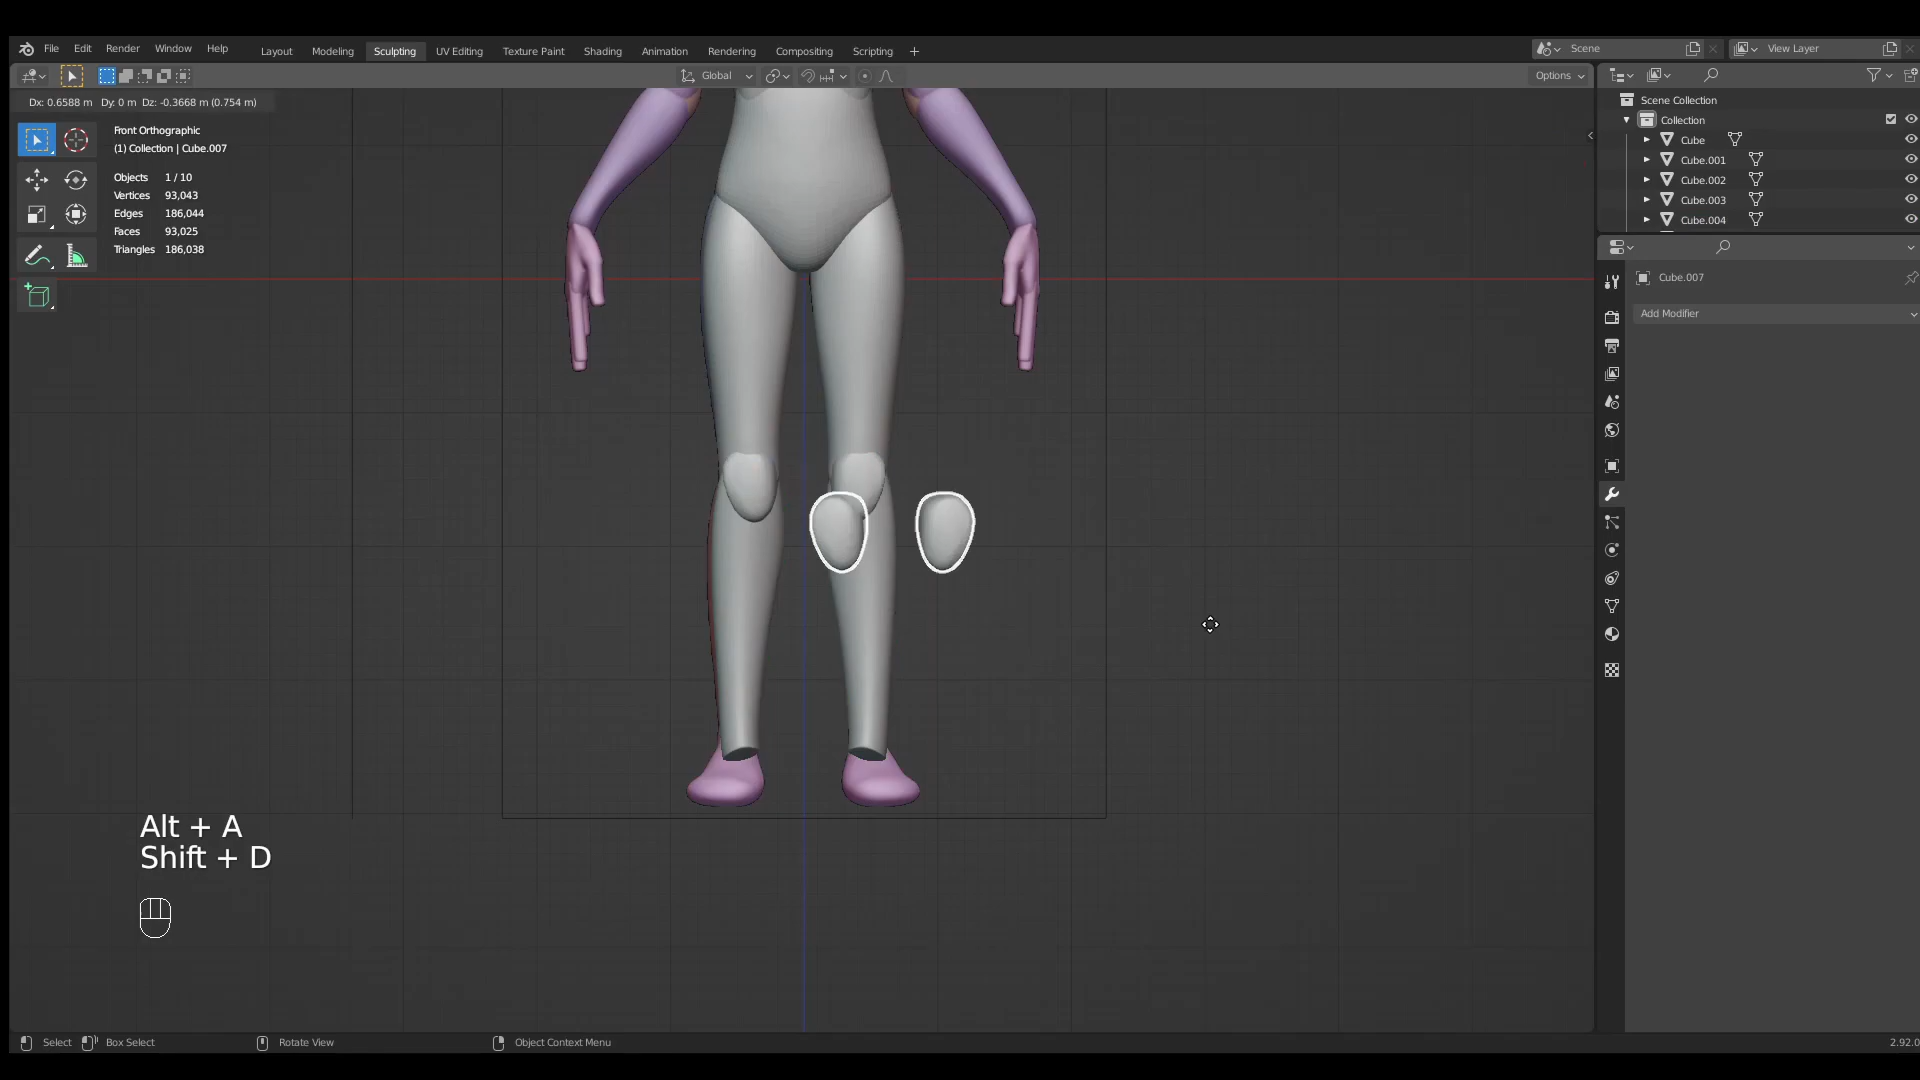 File Edit Render Window Help
Layout Modeling Sculpting UV Editing Texture Paint Shading Animation Rendering Compositing Scripting +
Scene
View Layer
Global
Options
Dx: 0.6588 m Dy: 0 m Dz: -0.3668 m (0.754 m)
Front Orthographic
(1) Collection | Cube.007
Objects 1 / 10
Vertices 93,043
Edges 186,044
Faces 93,025
Triangles 186,038
Scene Collection
Collection
Cube
Cube.001
Cube.002
Cube.003
Cube.004
Cube.007
Add Modifier
Alt + A
Shift + D
Select Box Select Rotate View Object Context Menu
2.92.0